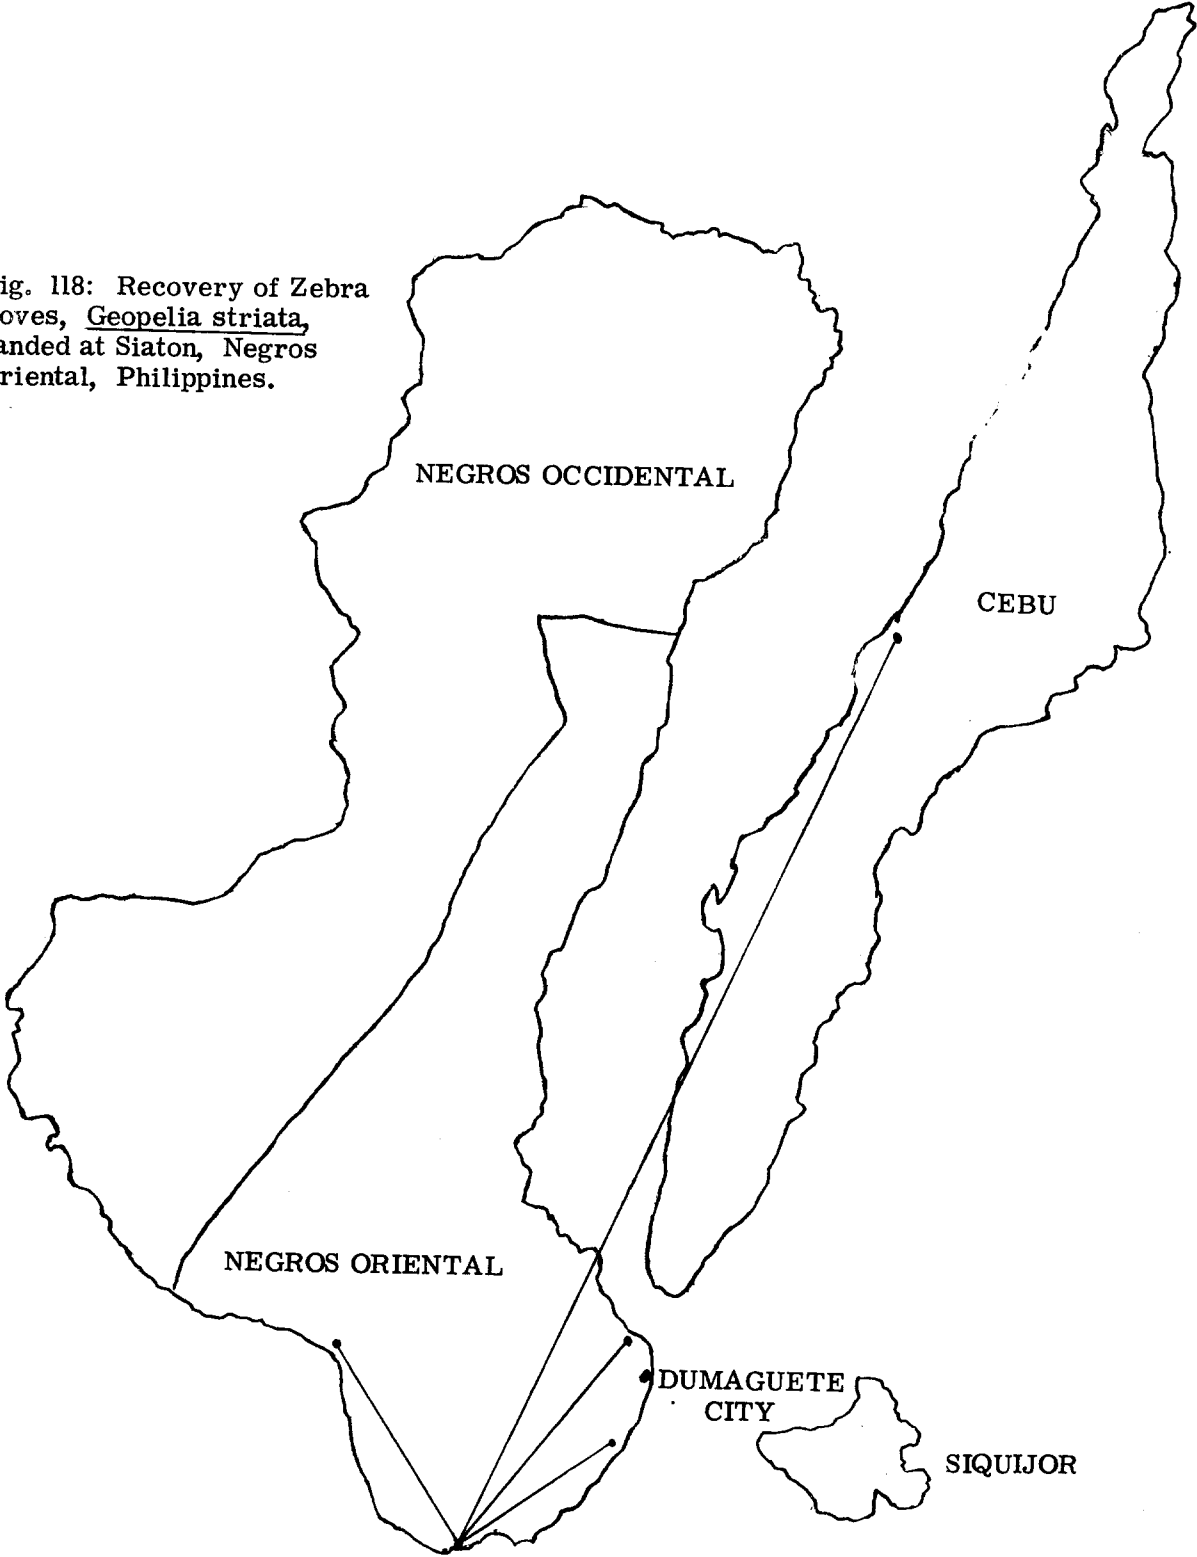 ig. 118: Recovery of Zebra
oves, Geopelia striata,
anded at Siaton, Negros
riental, Philippines.
NEGROS OCCIDENTAL
CEBU
NEGROS ORIENTAL
DUMAGUETE
CITY
SIQUIJOR